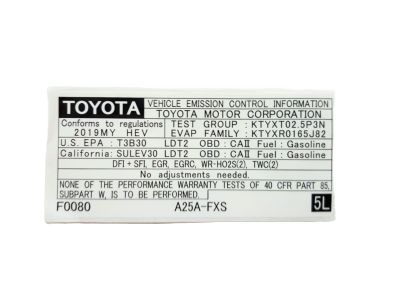 TOYOTA VEHICLE EMISSION CONTROL INFORMATION
TOYOTA MOTOR CORPORATION
Conforms to regulations TEST GROUP : KTYXT02.5P3N
2019MY HEV EVAP FAMILY : KTYXR0165J82
U.S. EPA : T3B30 LDT2 OBD : CAII Fuel : Gasoline
California: SULEV30 LDT2 OBD : CAII Fuel : Gasoline
DFI + SFI, EGR, EGRC, WR-HO2S(2), TWC(2)
No adjustments needed.
NONE OF THE PERFORMANCE WARRANTY TESTS OF 40 CFR PART 85,
SUBPART W, IS TO BE PERFORMED.
F0080 A25A-FXS 5L